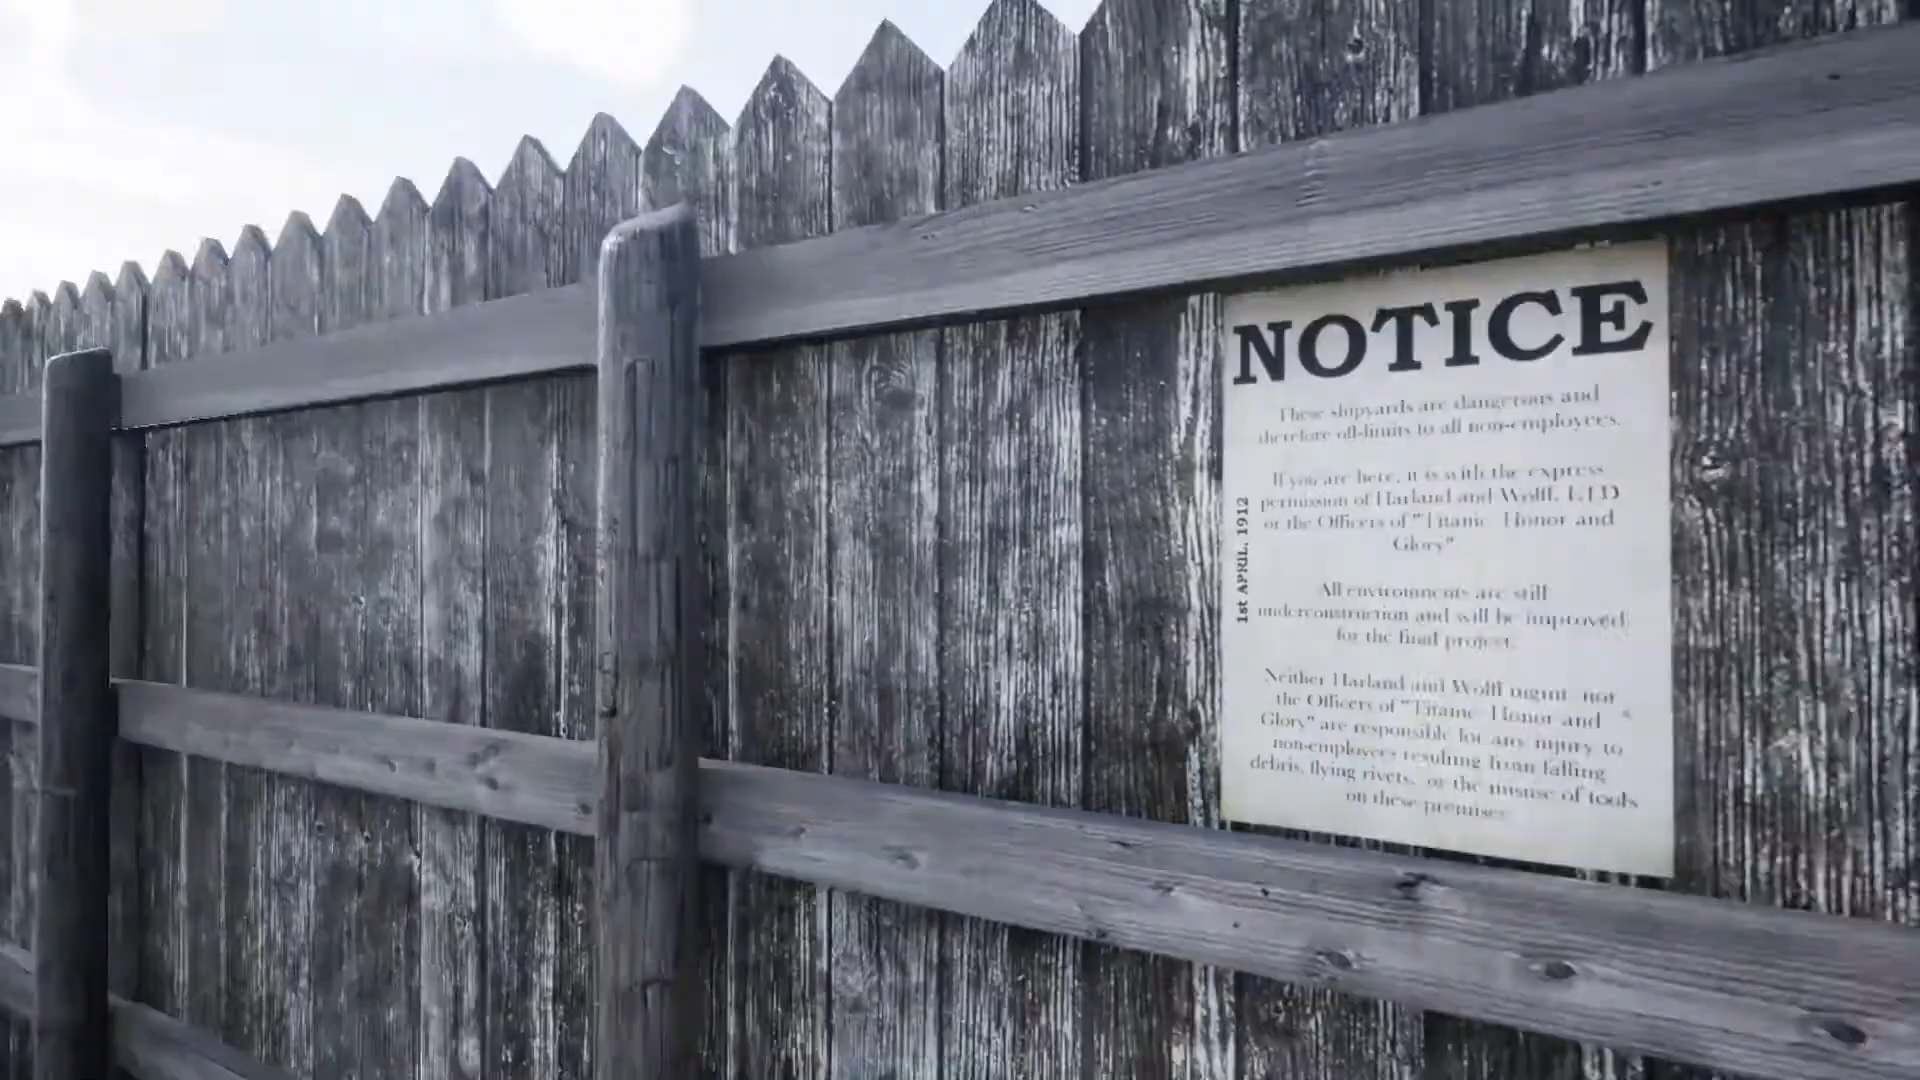 NOTICE
These shipyards are dangerous and
therefore off-limits to all non-employees.
If you are here, it is with the express
permission of Harland and Wolff, LTD
or the Officers of "Titanic Honor and
Glory"
All environments are still
underconstruction and will be improved
for the final project.
Neither Harland and Wolff mgmt nor
the Officers of "Titanic Honor and
Glory" are responsible for any injury to
non-employees resulting from falling
debris, flying rivets, or the misuse of tools
on these premises
1st APRIL, 1912